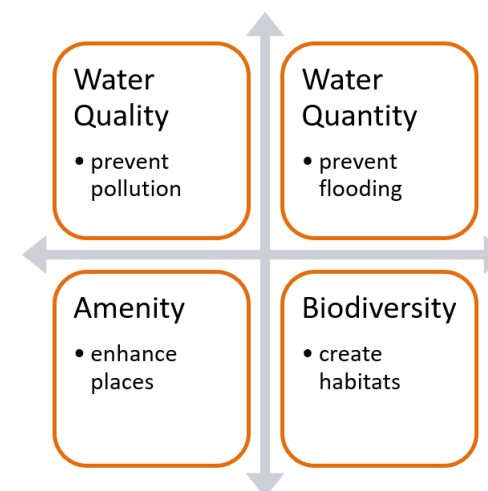 Water
Quality
• prevent
pollution
Water
Quantity
• prevent
flooding
Amenity
• enhance
places
Biodiversity
• create
habitats